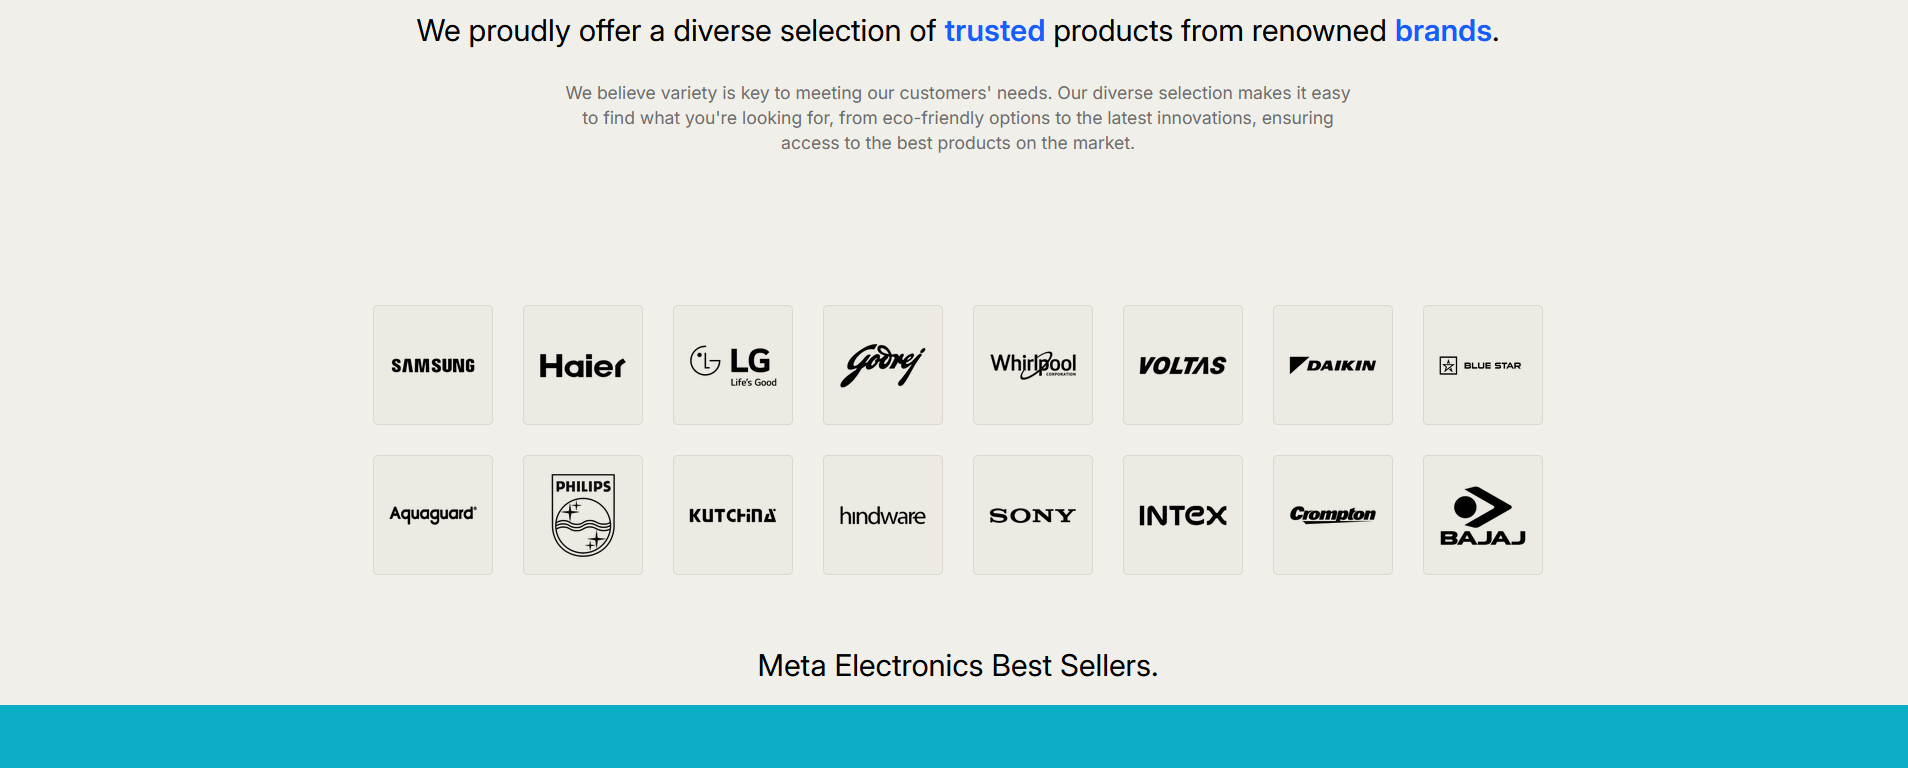 We proudly offer a diverse selection of trusted products from renowned brands.
We believe variety is key to meeting our customers' needs. Our diverse selection makes it easy
to find what you're looking for, from eco-friendly options to the latest innovations, ensuring
access to the best products on the market.
SAMSUNG
Haier
LG
Life's Good
Godrej
Whirlpool
CORPORATION
VOLTAS
DAIKIN
BLUE STAR
Aquaguard®
PHILIPS
KUTCHINA
hindware
SONY
INTEX
Crompton
BAJAJ
Meta Electronics Best Sellers.